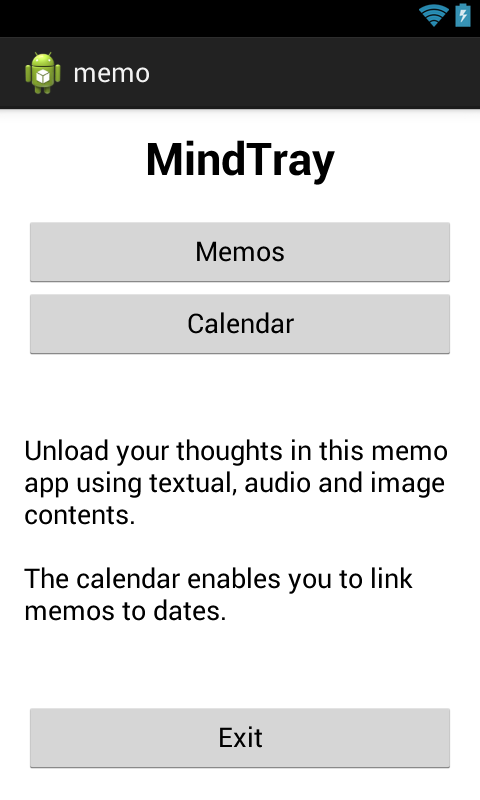 memo
MindTray
Memos
Calendar
Unload your thoughts in this memo
app using textual, audio and image
contents.
The calendar enables you to link
memos to dates.
Exit